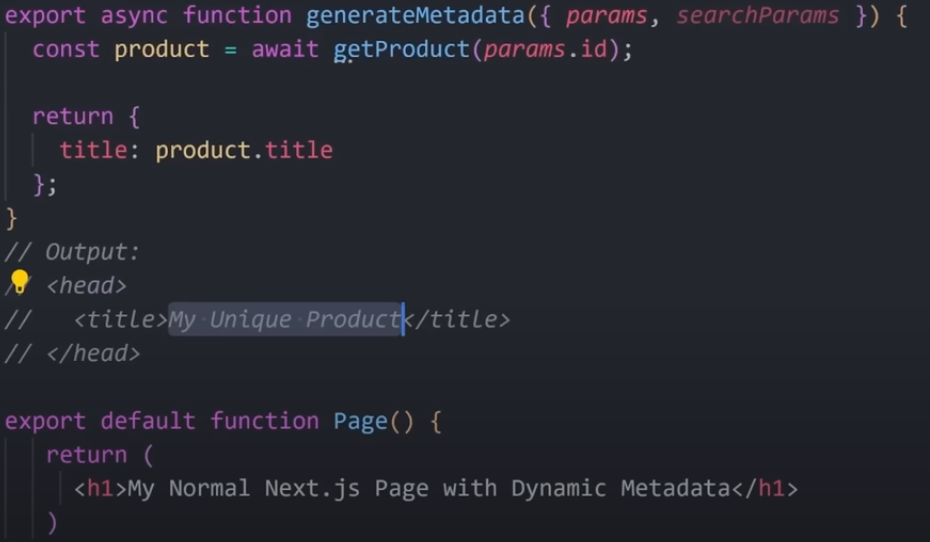 export async function generateMetadata({ params, searchParams }) {
const product = await getProduct(params.id);
return {
title: product.title
};
}
// Output:
// <head>
// <title>My Unique Product</title>
// </head>
export default function Page() {
return (
<h1>My Normal Next.js Page with Dynamic Metadata</h1>
)